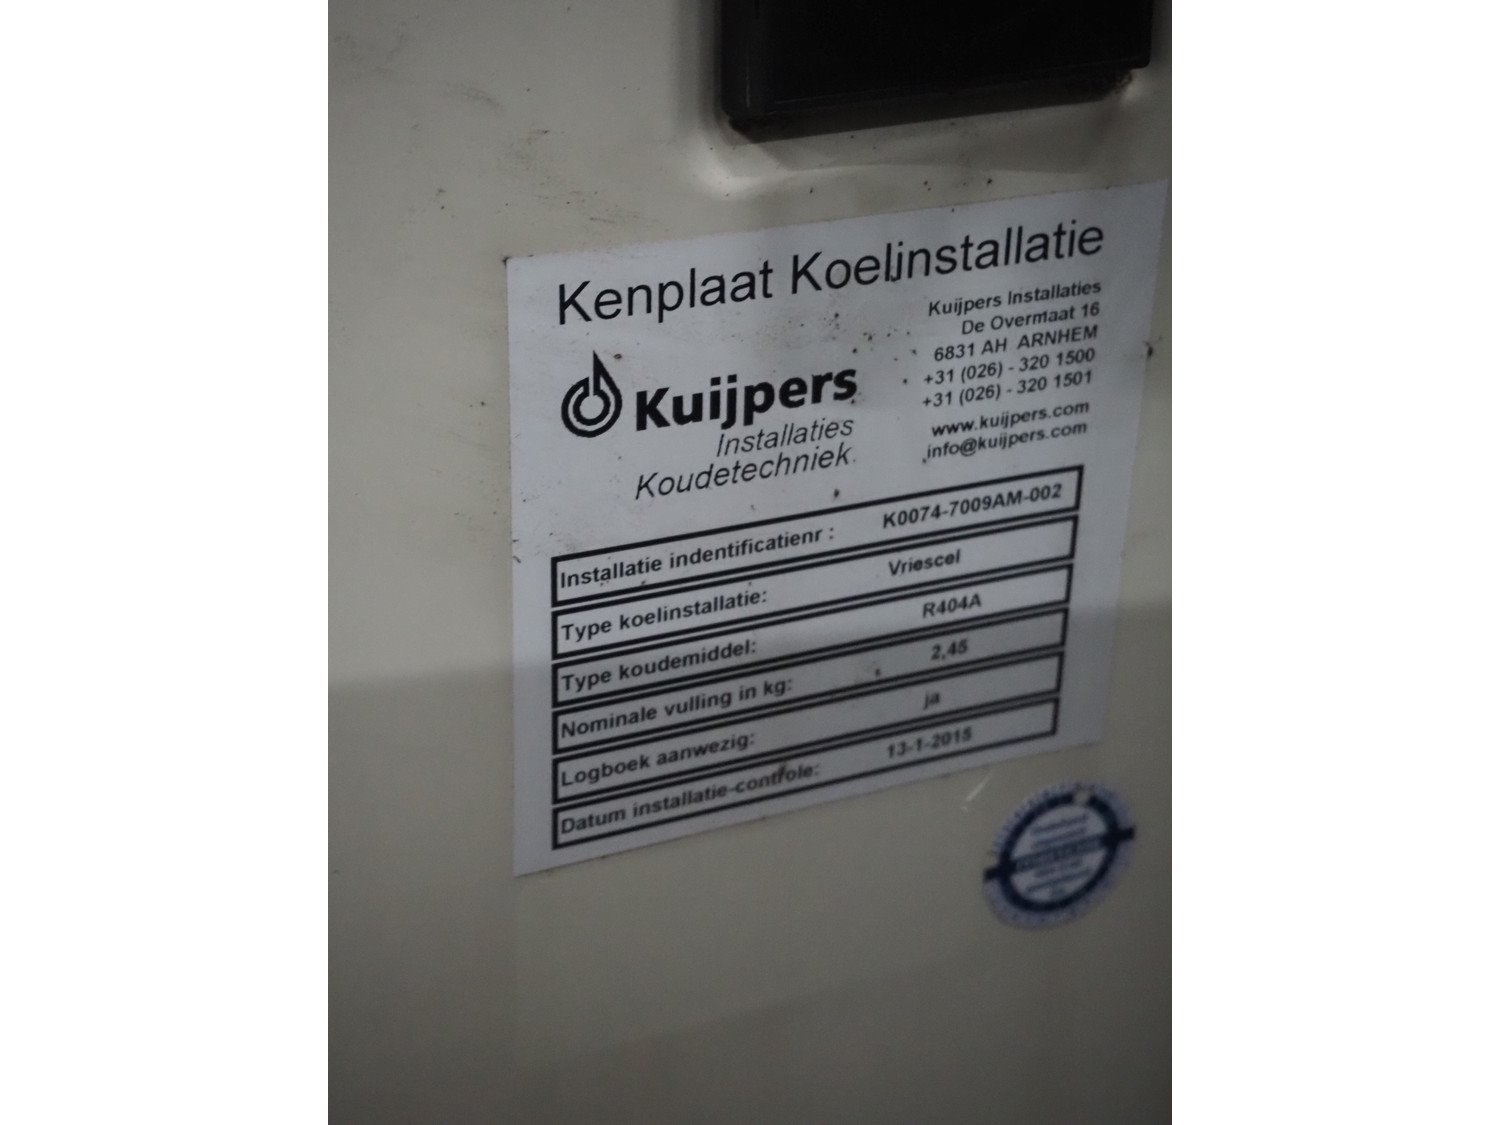 Kenplaat Koelinstallatie
Kuijpers Installaties
De Overmaat 16
6831 AH ARNHEM
+31 (026) - 320 1500
+31 (026) - 320 1501
www.kuijpers.com
info@kuijpers.com
Kuijpers
Installaties
Koudetechniek
Installatie indentificatienr : K0074-7009AM-002
Type koelinstallatie: Vriescel
Type koudemiddel: R404A
Nominale vulling in kg: 2,45
Logboek aanwezig: ja
Datum installatie-controle: 13-1-2015